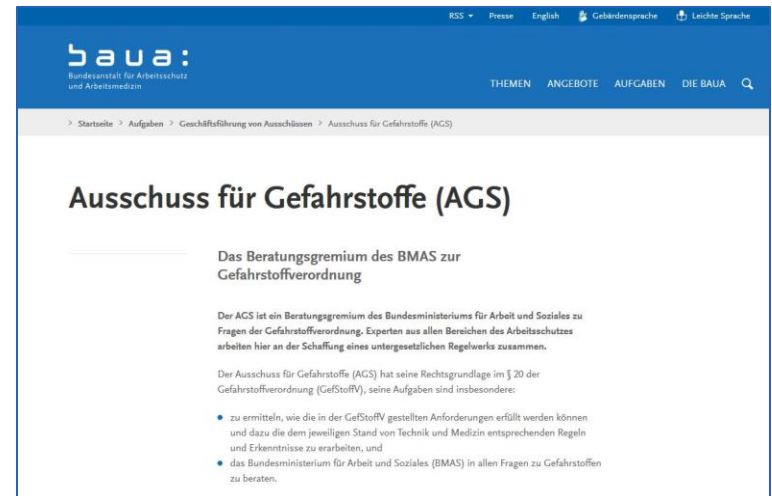 RSS Presse English Gebärdensprache Leichte Sprache
baua:
Bundesanstalt für Arbeitsschutz
und Arbeitsmedizin
THEMEN ANGEBOTE AUFGABEN DIE BAUA
> Startseite > Aufgaben > Geschäftsführung von Ausschüssen > Ausschuss für Gefahrstoffe (AGS)
Ausschuss für Gefahrstoffe (AGS)
Das Beratungsgremium des BMAS zur
Gefahrstoffverordnung
Der AGS ist ein Beratungsgremium des Bundesministeriums für Arbeit und Soziales zu
Fragen der Gefahrstoffverordnung. Experten aus allen Bereichen des Arbeitsschutzes
arbeiten hier an der Schaffung eines untergesetzlichen Regelwerks zusammen.
Der Ausschuss für Gefahrstoffe (AGS) hat seine Rechtsgrundlage im § 20 der
Gefahrstoffverordnung (GefStoffV), seine Aufgaben sind insbesondere:
• zu ermitteln, wie die in der GefStoffV gestellten Anforderungen erfüllt werden können
und dazu die dem jeweiligen Stand von Technik und Medizin entsprechenden Regeln
und Erkenntnisse zu erarbeiten, und
• das Bundesministerium für Arbeit und Soziales (BMAS) in allen Fragen zu Gefahrstoffen
zu beraten.